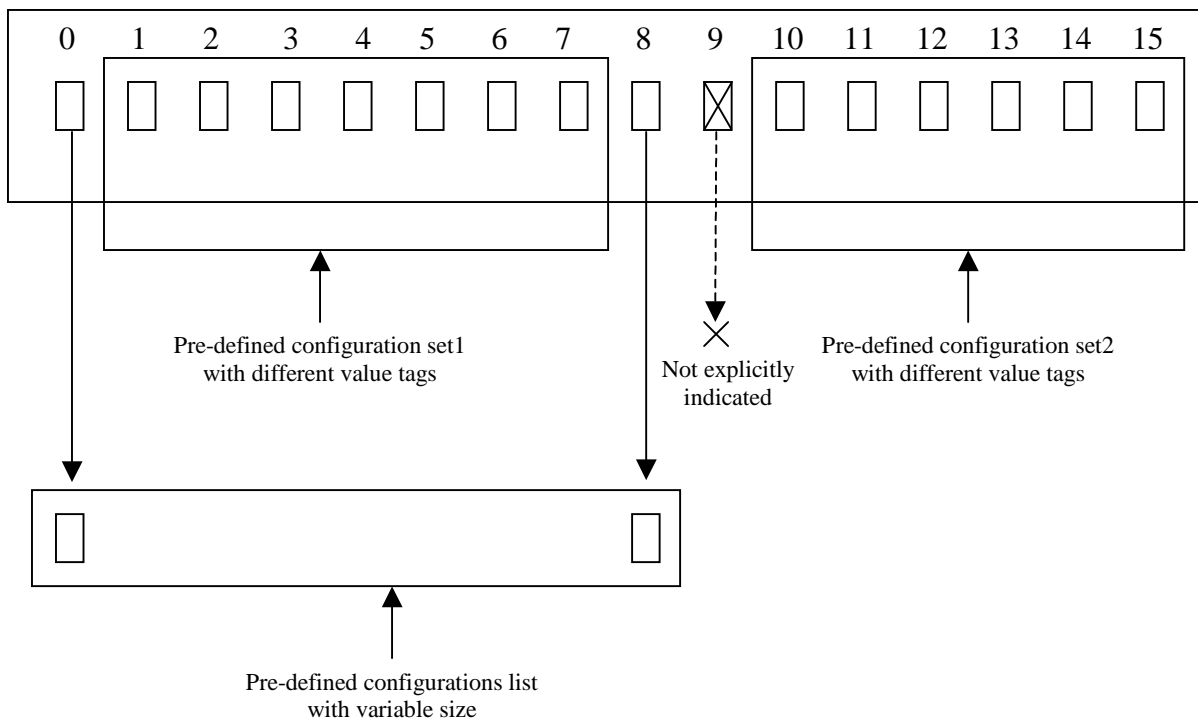 0 1 2 3 4 5 6 7 8 9 10 11 12 13 14 15
Pre-defined configuration set1
with different value tags
Not explicitly
indicated
Pre-defined configuration set2
with different value tags
Pre-defined configurations list
with variable size